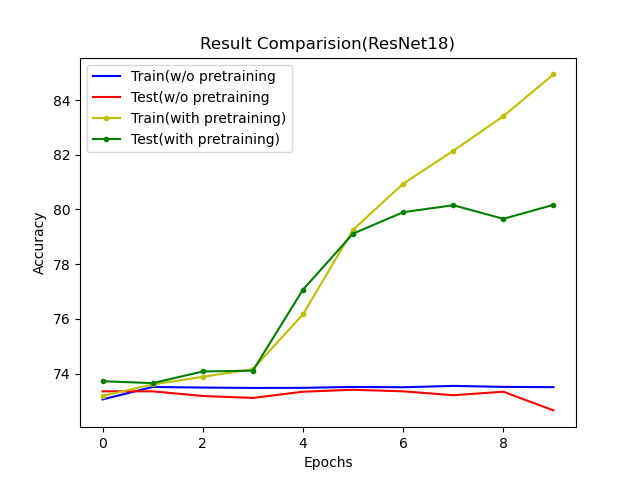 Result Comparision(ResNet18)
Train(w/o pretraining
Test(w/o pretraining
Train(with pretraining)
Test(with pretraining)
84
82
80
78
76
74
Accuracy
0 2 4 6 8
Epochs